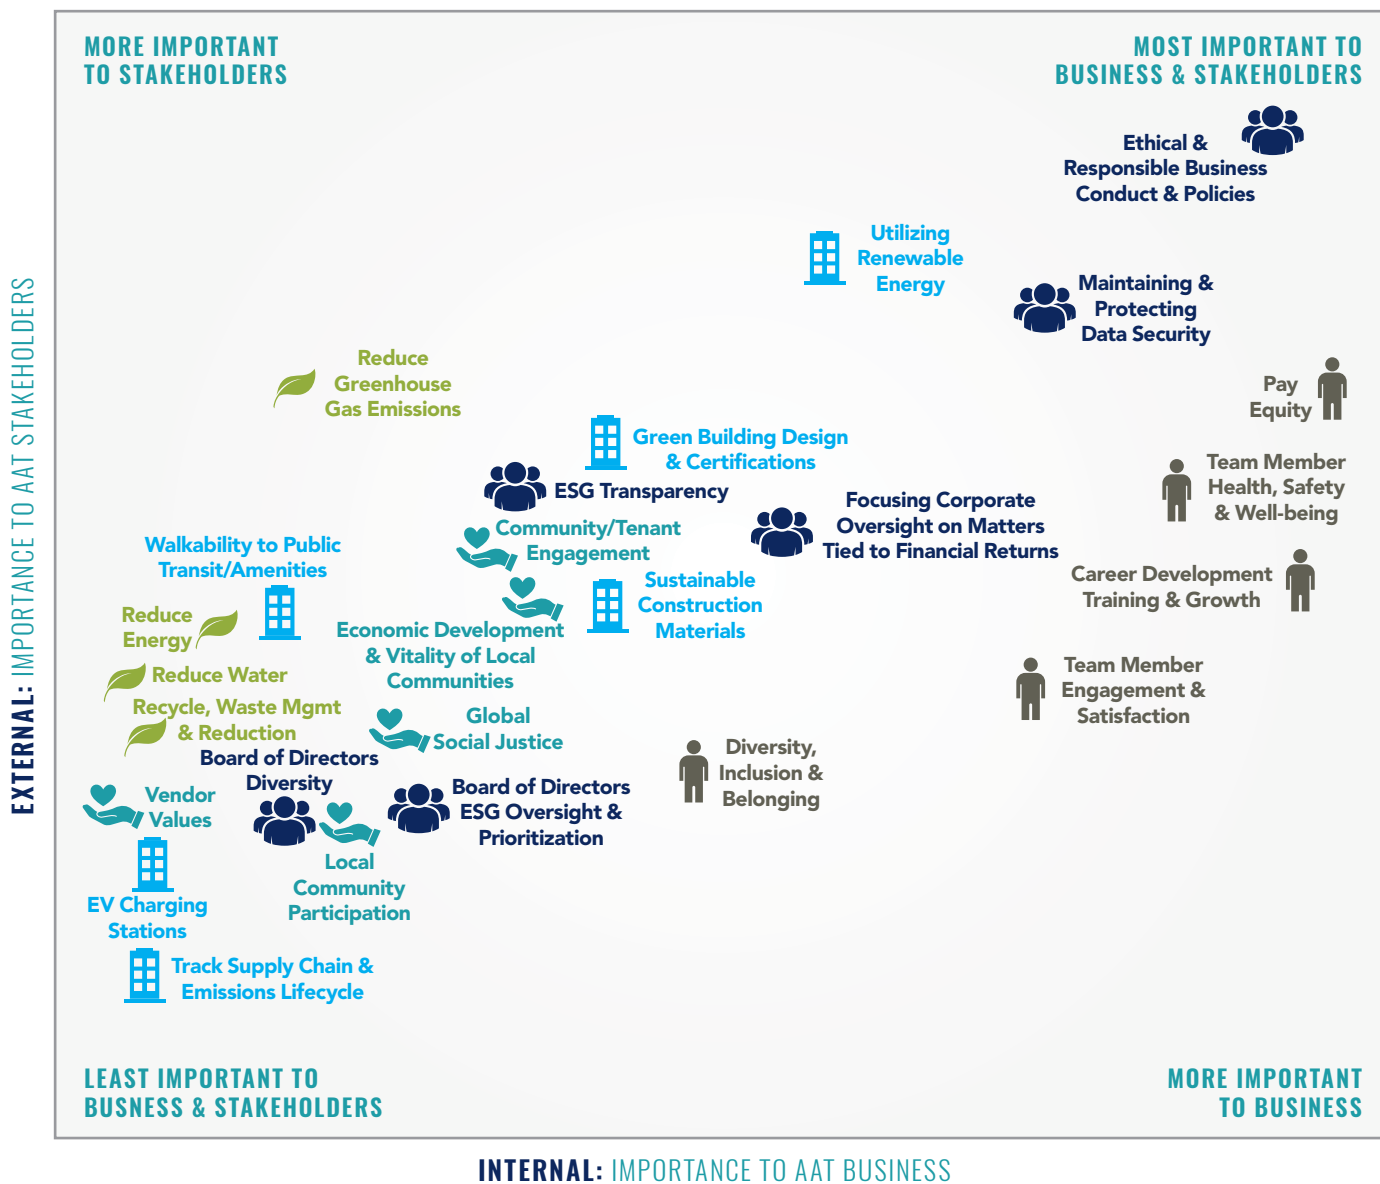 MORE IMPORTANT
TO STAKEHOLDERS
MOST IMPORTANT TO
BUSINESS & STAKEHOLDERS
Ethical &
Responsible Business
Conduct & Policies
Utilizing
Renewable
Energy
Maintaining &
Protecting
Data Security
Reduce
Greenhouse
Gas Emissions
Pay
Equity
Green Building Design
& Certifications
Team Member
Health, Safety
& Well-being
ESG Transparency
Focusing Corporate
Oversight on Matters
Tied to Financial Returns
Community/Tenant
Engagement
Walkability to Public
Transit/Amenities
Career Development
Training & Growth
Sustainable
Construction
Materials
Reduce
Energy
Economic Development
& Vitality of Local
Communities
Reduce Water
Team Member
Engagement &
Satisfaction
Recycle, Waste Mgmt
& Reduction
Global
Social Justice
Board of Directors
Diversity
Diversity,
Inclusion &
Belonging
Vendor
Values
Board of Directors
ESG Oversight &
Prioritization
Local
Community
Participation
EV Charging
Stations
Track Supply Chain &
Emissions Lifecycle
LEAST IMPORTANT TO
BUSNESS & STAKEHOLDERS
MORE IMPORTANT
TO BUSINESS
EXTERNAL: IMPORTANCE TO AAT STAKEHOLDERS
INTERNAL: IMPORTANCE TO AAT BUSINESS